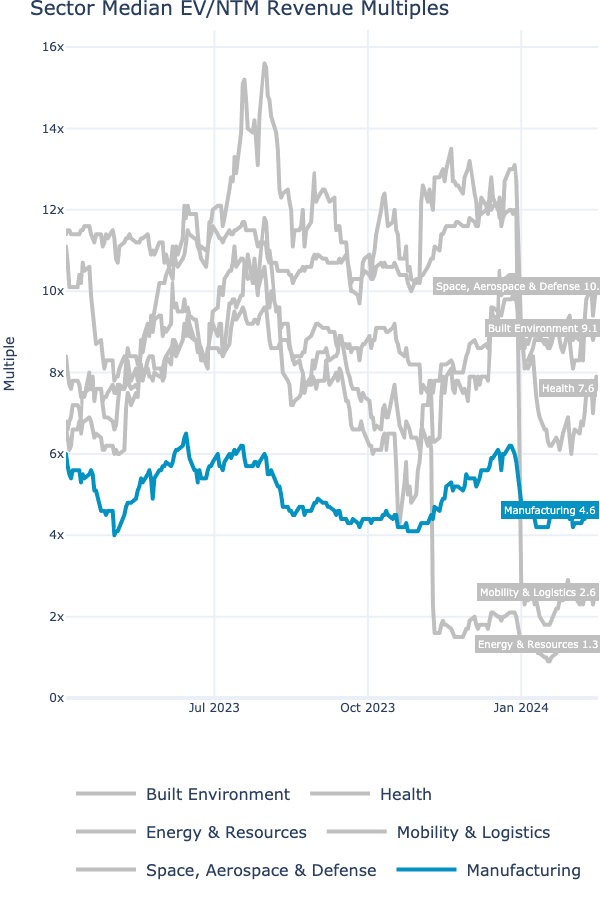 Sector Median EV/NTM Revenue Multiples
16x
14x
12x
10x
8x
6x
4x
2x
0x
Multiple
Space, Aerospace & Defense 10.
Built Environment 9.1
Health 7.6
Manufacturing 4.6
Mobility & Logistics 2.6
Energy & Resources 1.3
Jul 2023
Oct 2023
Jan 2024
Built Environment
Health
Energy & Resources
Mobility & Logistics
Space, Aerospace & Defense
Manufacturing